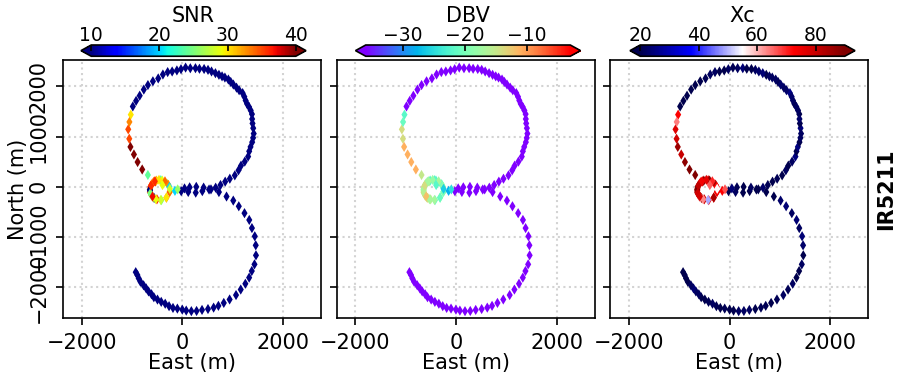 SNR DBV Xc
10 20 30 40 −30 −20 −10 20 40 60 80
North (m)
2000
1000
0
−1000
−2000
−2000 0 2000 −2000 0 2000 −2000 0 2000
East (m) East (m) East (m)
IR5211